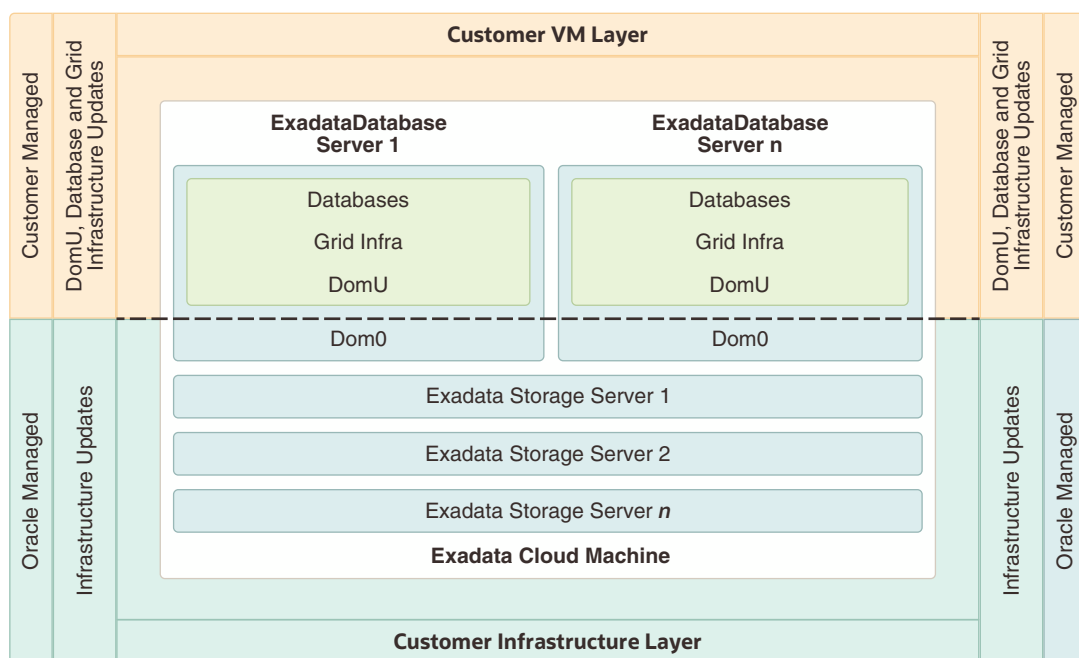 Customer VM Layer
Customer Managed
DomU, Database and Grid
Infrastructure Updates
ExadataDatabase
Server 1
Databases
Grid Infra
DomU
Dom0
ExadataDatabase
Server n
Databases
Grid Infra
DomU
Dom0
DomU, Database and Grid
Infrastructure Updates
Customer Managed
Oracle Managed
Infrastructure Updates
Exadata Storage Server 1
Exadata Storage Server 2
Exadata Storage Server n
Exadata Cloud Machine
Infrastructure Updates
Oracle Managed
Customer Infrastructure Layer